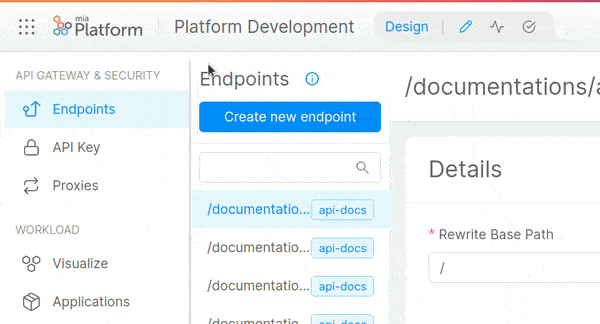 mia
Platform
Platform Development
Design
API GATEWAY & SECURITY
Endpoints
API Key
Proxies
WORKLOAD
Visualize
Applications
Endpoints
Create new endpoint
/documentatio... api-docs
/documentatio... api-docs
/documentatio... api-docs
/documentatio... api-docs
/documentations/a
Details
* Rewrite Base Path
/